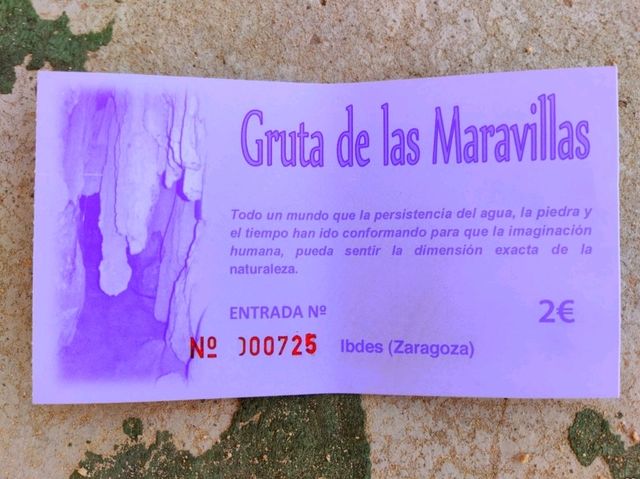 Gruta de las Maravillas
Todo un mundo que la persistencia del agua, la piedra y
el tiempo han ido conformando para que la imaginación
humana, pueda sentir la dimensión exacta de la
naturaleza.
ENTRADA Nº
2€
Nº 000725 Ibdes (Zaragoza)